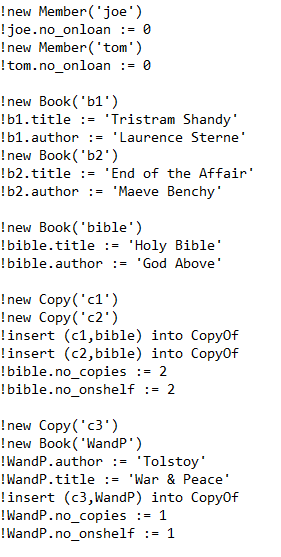 !new Member('joe')
!joe.no_onloan := 0
!new Member('tom')
!tom.no_onloan := 0
!new Book('b1')
!b1.title := 'Tristram Shandy'
!b1.author := 'Laurence Sterne'
!new Book('b2')
!b2.title := 'End of the Affair'
!b2.author := 'Maeve Benchy'
!new Book('bible')
!bible.title := 'Holy Bible'
!bible.author := 'God Above'
!new Copy('c1')
!new Copy('c2')
!insert (c1,bible) into CopyOf
!insert (c2,bible) into CopyOf
!bible.no_copies := 2
!bible.no_onshelf := 2
!new Copy('c3')
!new Book('WandP')
!WandP.author := 'Tolstoy'
!WandP.title := 'War & Peace'
!insert (c3,WandP) into CopyOf
!WandP.no_copies := 1
!WandP.no_onshelf := 1